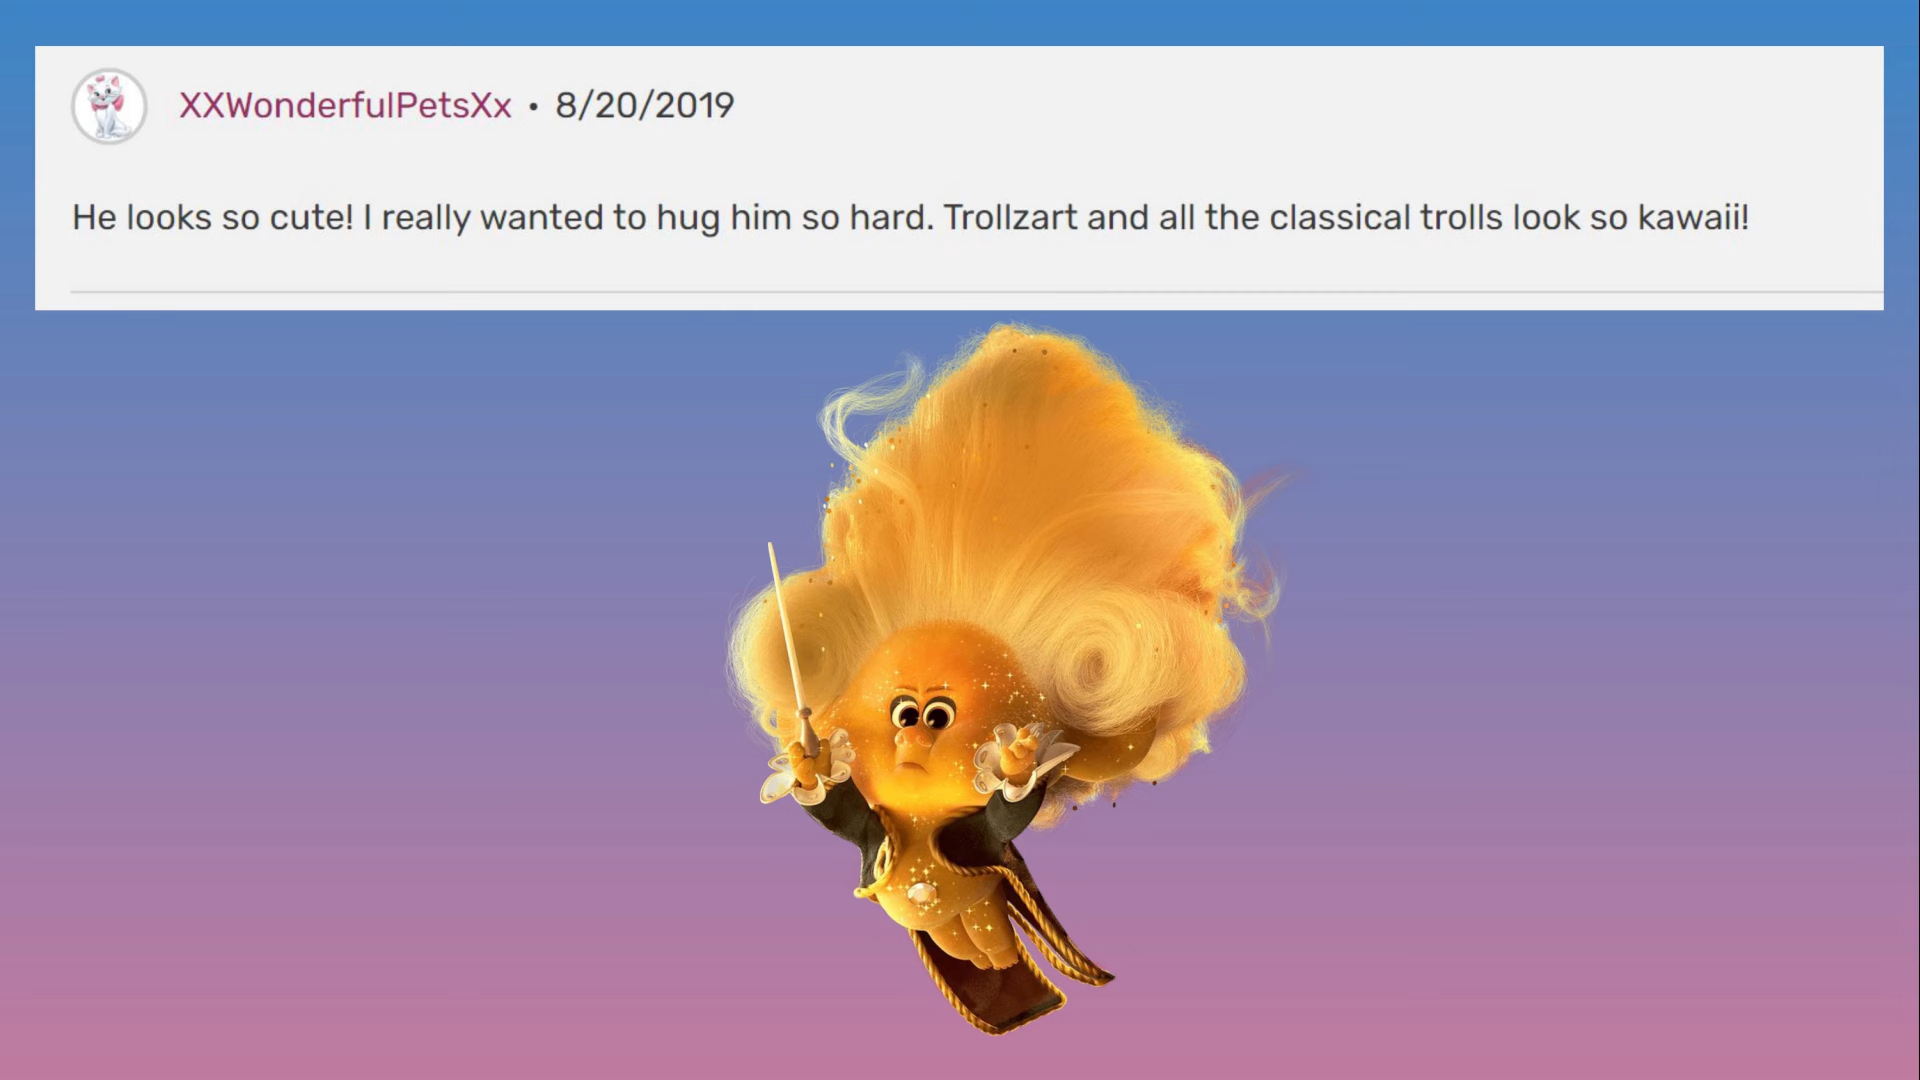 XXWonderfulPetsXx • 8/20/2019
He looks so cute! I really wanted to hug him so hard. Trollzart and all the classical trolls look so kawaii!